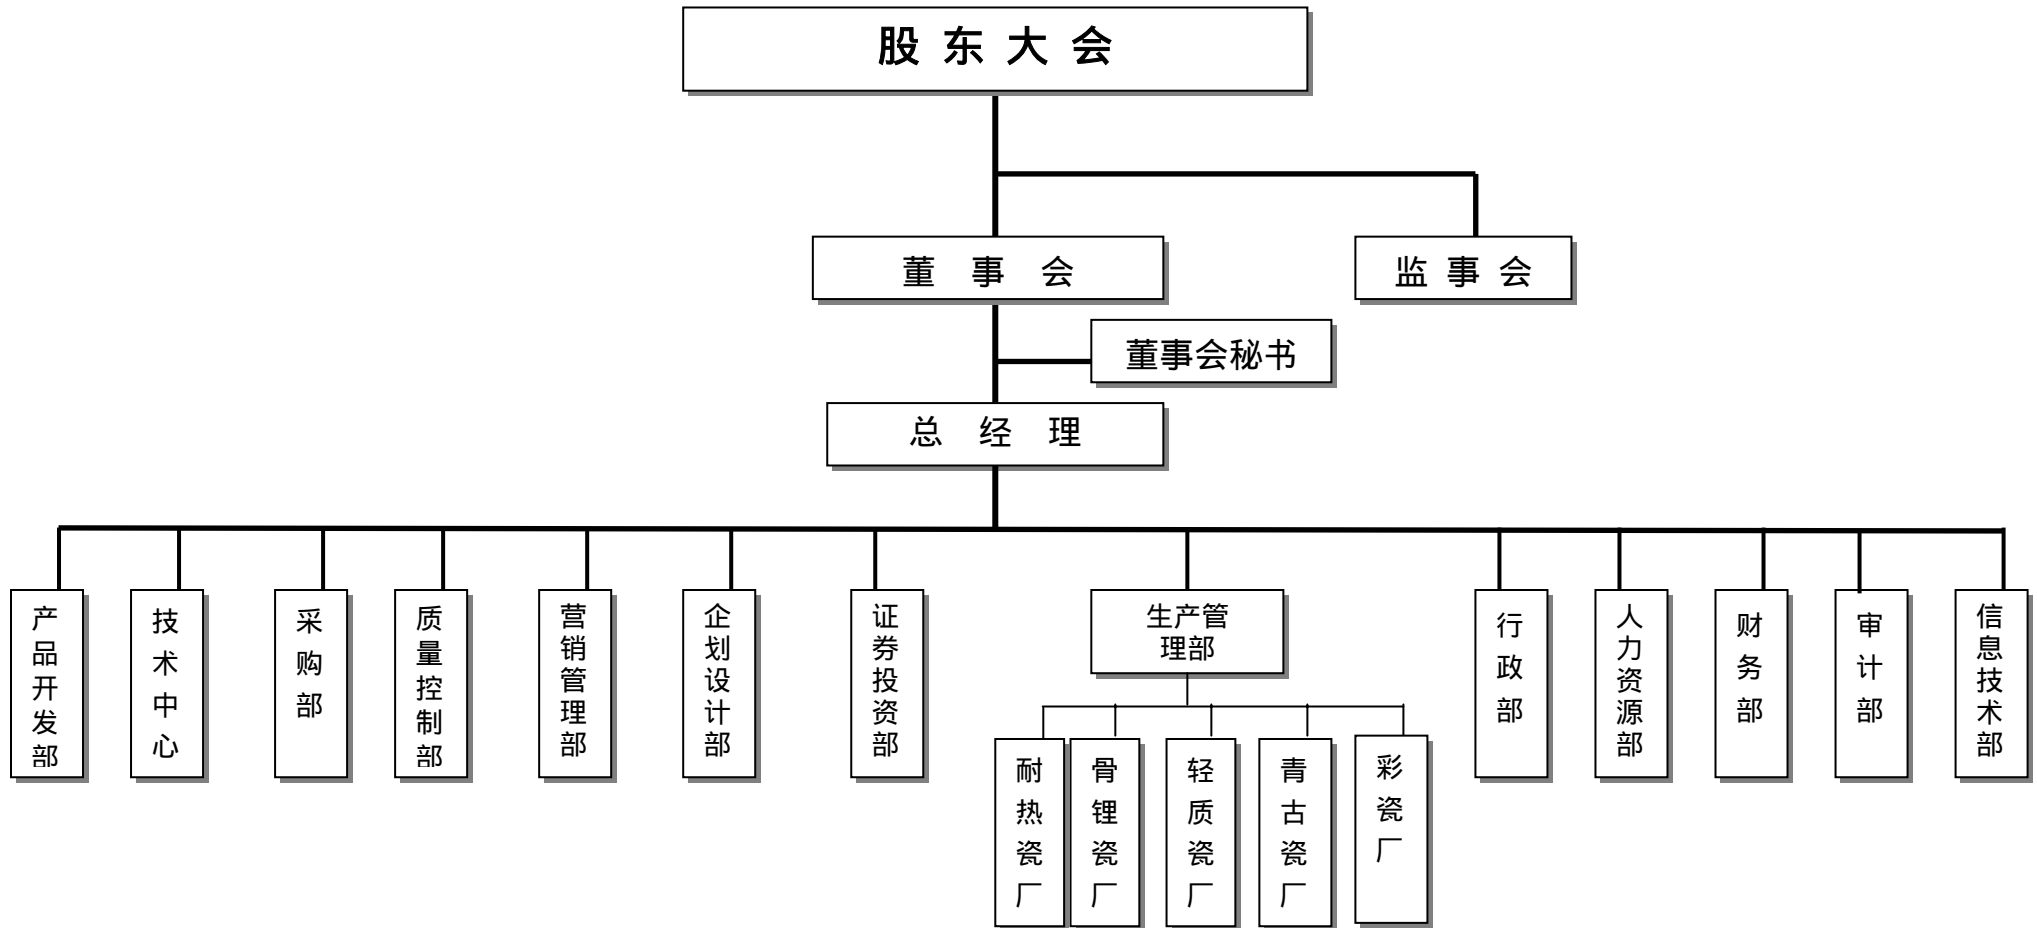 股 东 大 会
董 事 会
监 事 会
董事会秘书
总 经 理
产品开发部
技术中心
采购部
质量控制部
营销管理部
企划设计部
证券投资部
生产管
理部
行政部
人力资源部
财务部
审计部
信息技术部
耐热瓷厂
骨锂瓷厂
轻质瓷厂
青古瓷厂
彩瓷厂